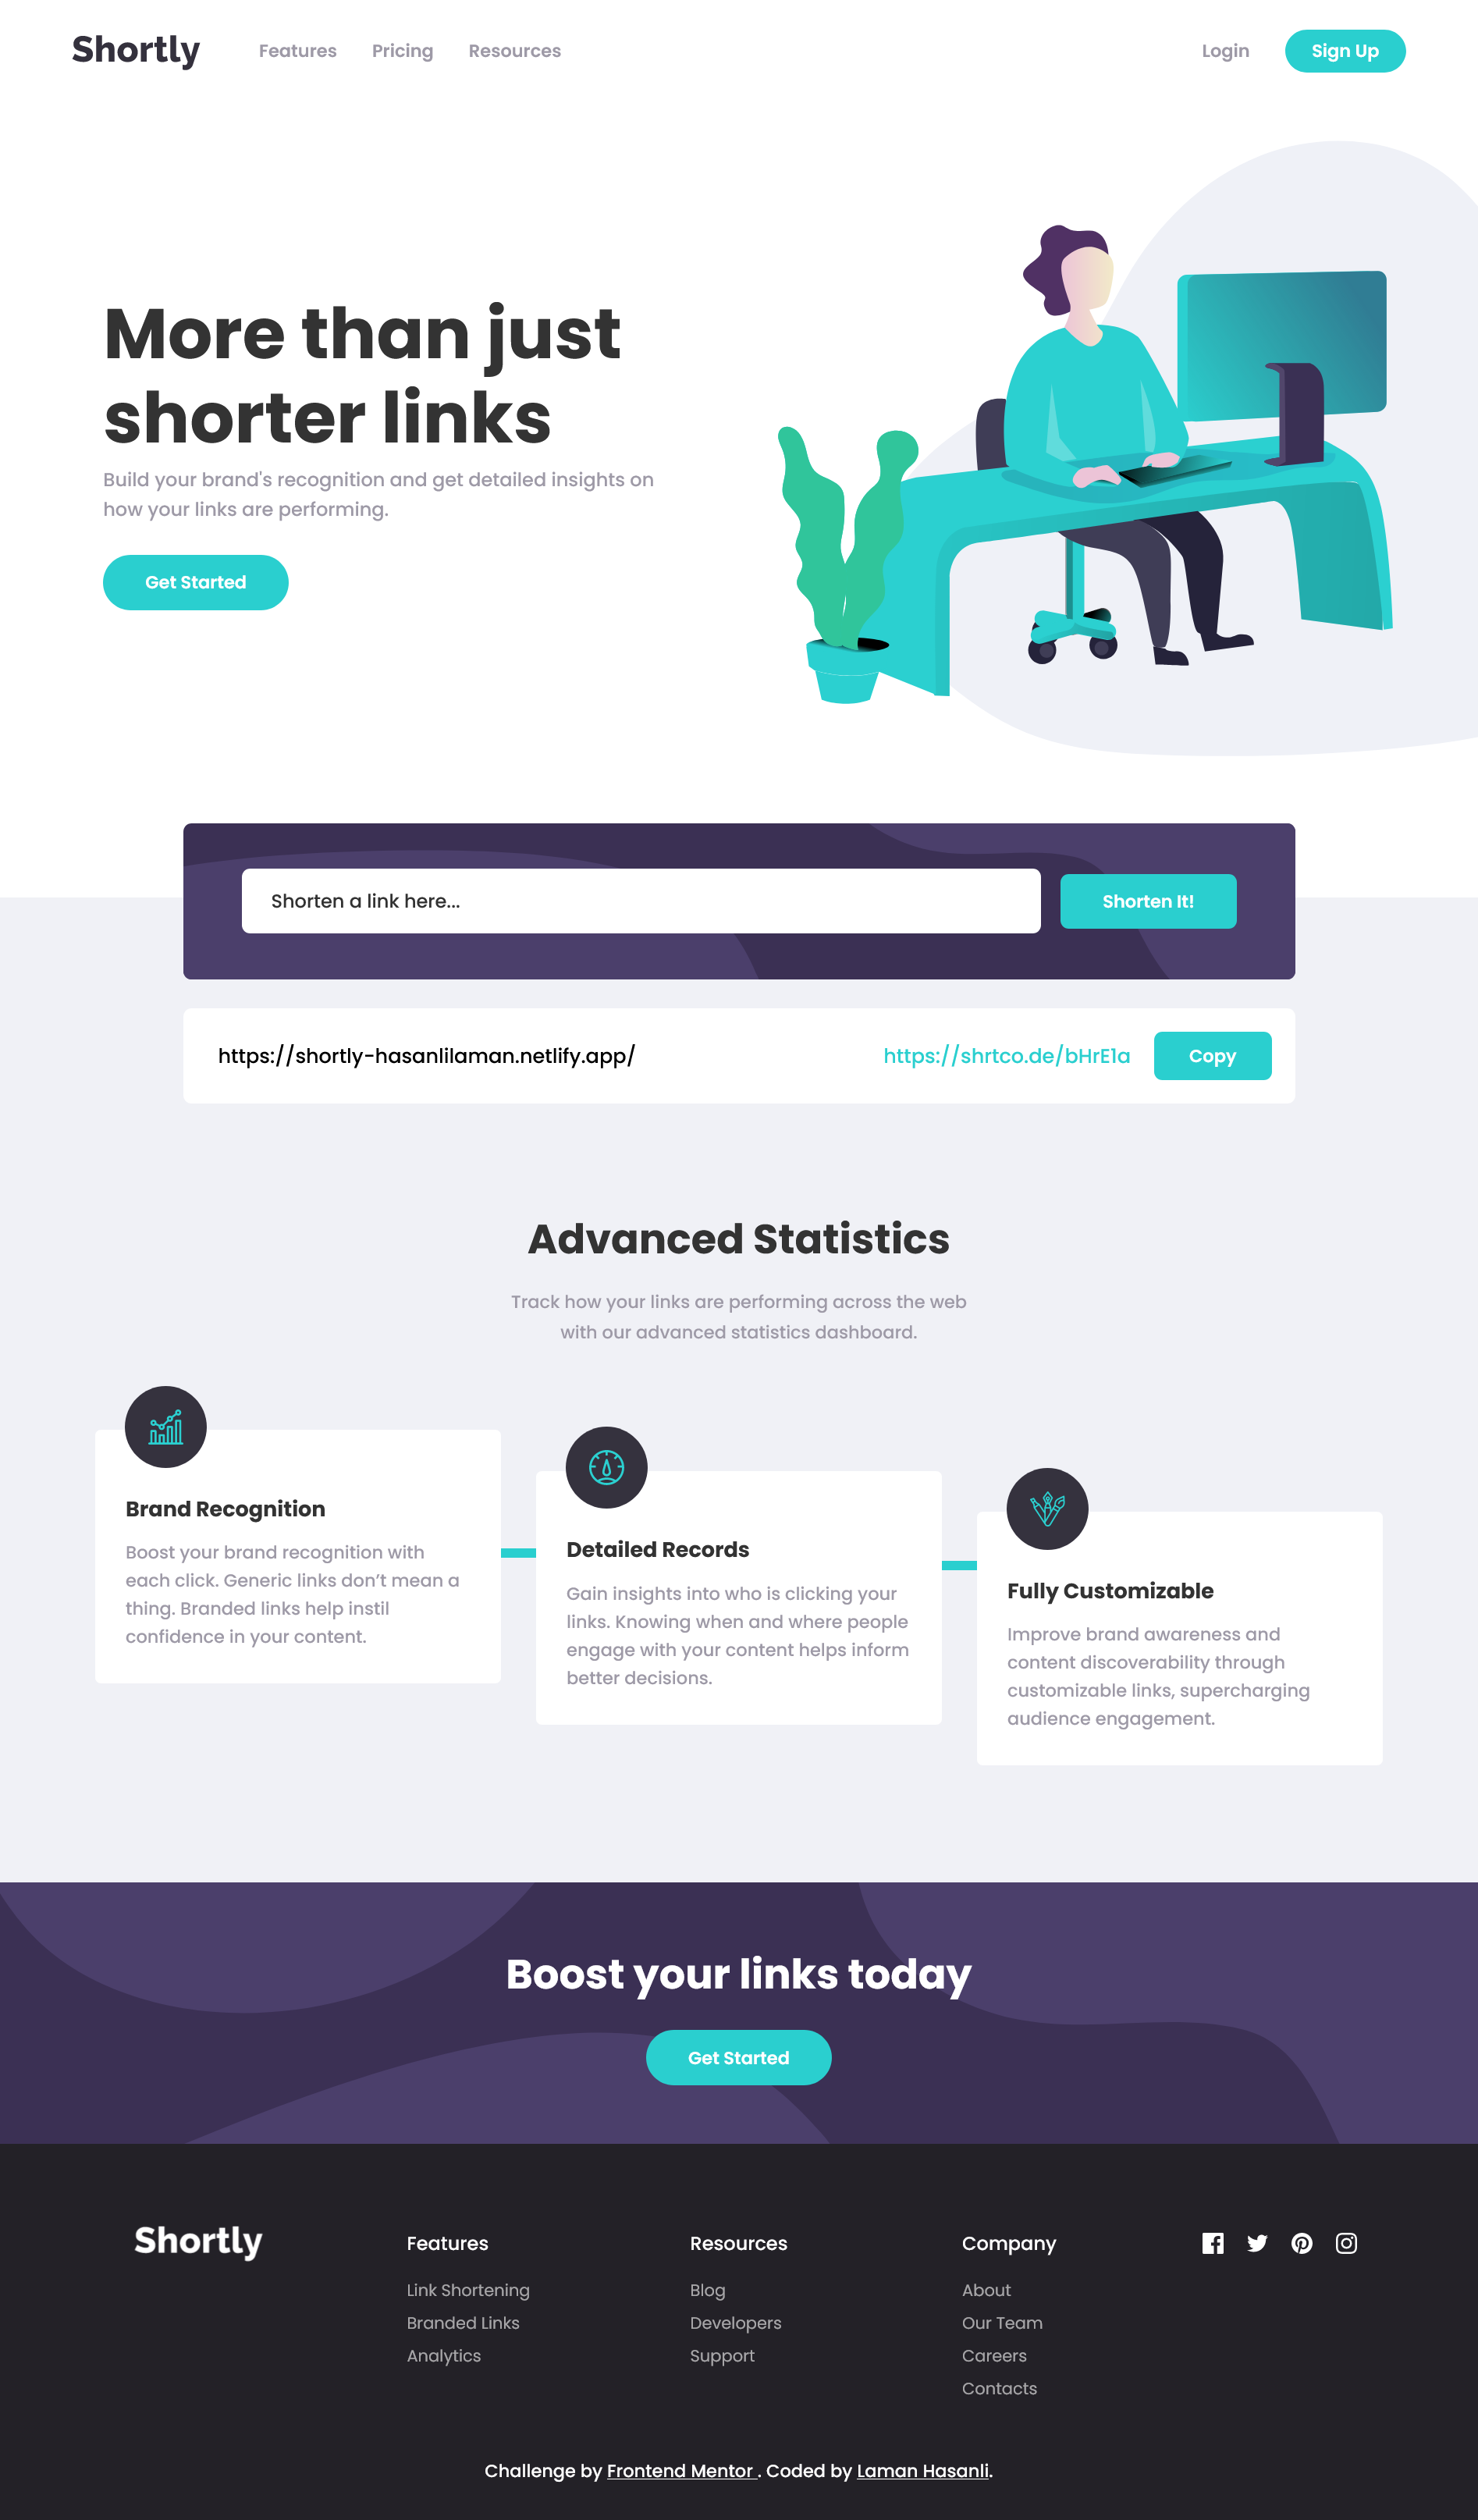 Shortly
Features
Pricing
Resources
Login
Sign Up
More than just
shorter links
Build your brand's recognition and get detailed insights on
how your links are performing.
Get Started
Shorten a link here...
Shorten It!
https://shortly-hasanlilaman.netlify.app/
https://shrtco.de/bHrE1a
Copy
Advanced Statistics
Track how your links are performing across the web
with our advanced statistics dashboard.
Brand Recognition
Boost your brand recognition with
each click. Generic links don’t mean a
thing. Branded links help instil
confidence in your content.
Detailed Records
Gain insights into who is clicking your
links. Knowing when and where people
engage with your content helps inform
better decisions.
Fully Customizable
Improve brand awareness and
content discoverability through
customizable links, supercharging
audience engagement.
Boost your links today
Get Started
Shortly
Features
Link Shortening
Branded Links
Analytics
Resources
Blog
Developers
Support
Company
About
Our Team
Careers
Contacts
Challenge by Frontend Mentor . Coded by Laman Hasanli.